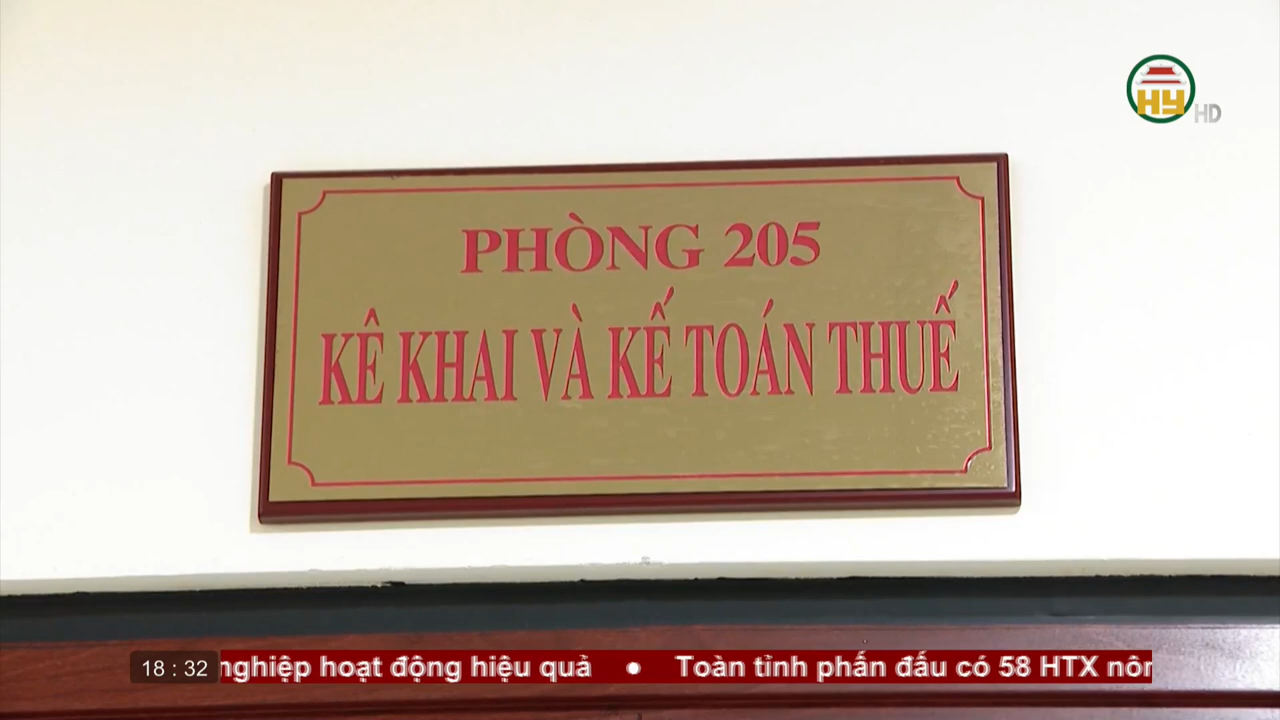 HY HD
PHÒNG 205
KÊ KHAI VÀ KẾ TOÁN THUẾ
18 : 32
nghiệp hoạt động hiệu quả • Toàn tỉnh phấn đấu có 58 HTX nôn